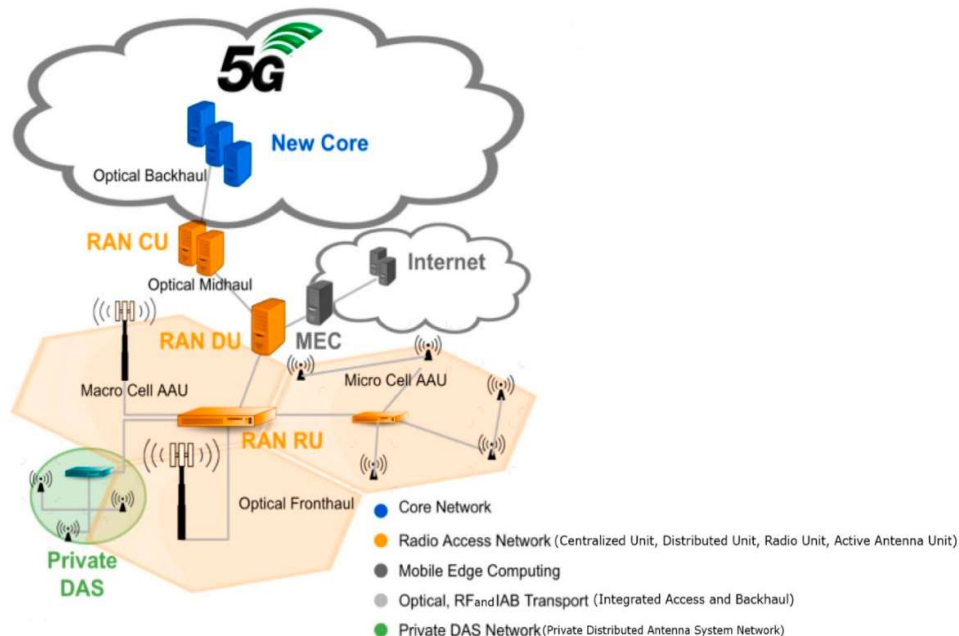 5G
New Core
Optical Backhaul
RAN CU
Internet
Optical Midhaul
RAN DU
MEC
Macro Cell AAU
Micro Cell AAU
RAN RU
Optical Fronthaul
Private
DAS
Core Network
Radio Access Network (Centralized Unit, Distributed Unit, Radio Unit, Active Antenna Unit)
Mobile Edge Computing
Optical, RFandIAB Transport (Integrated Access and Backhaul)
Private DAS Network(Private Distributed Antenna System Network)